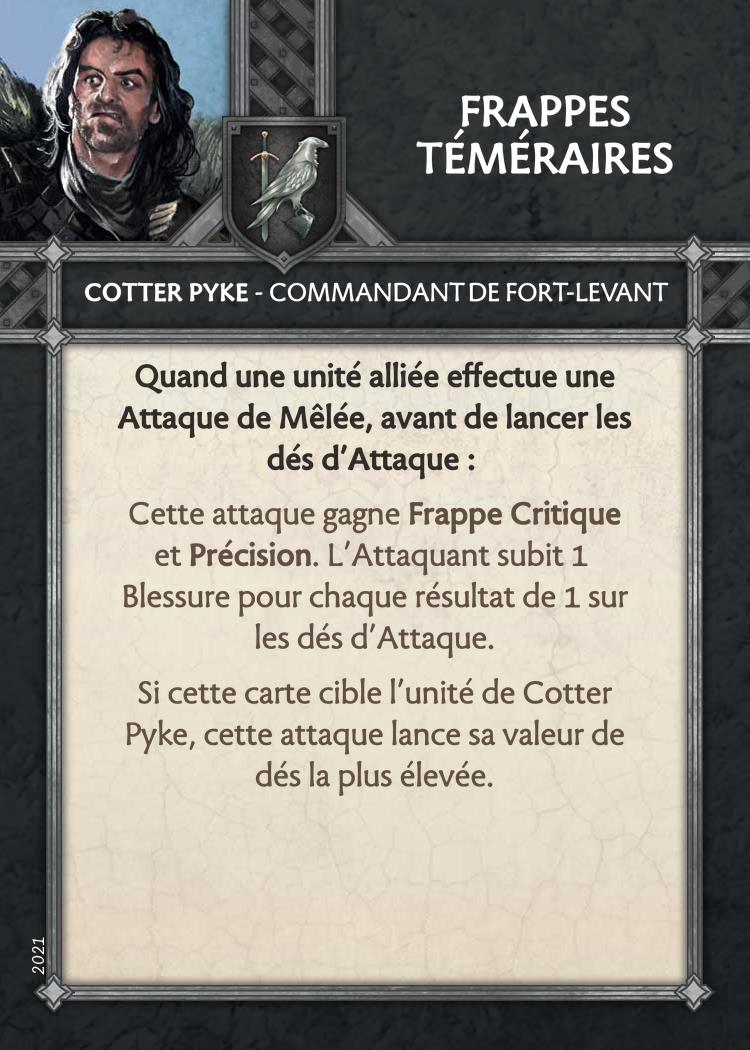 FRAPPES
TÉMÉRAIRES
COTTER PYKE - COMMANDANT DE FORT-LEVANT
Quand une unité alliée effectue une
Attaque de Mêlée, avant de lancer les
dés d'Attaque :
Cette attaque gagne Frappe Critique
et Précision. L'Attaquant subit 1
Blessure pour chaque résultat de 1 sur
les dés d'Attaque.
Si cette carte cible l'unité de Cotter
Pyke, cette attaque lance sa valeur de
dés la plus élevée.
2021